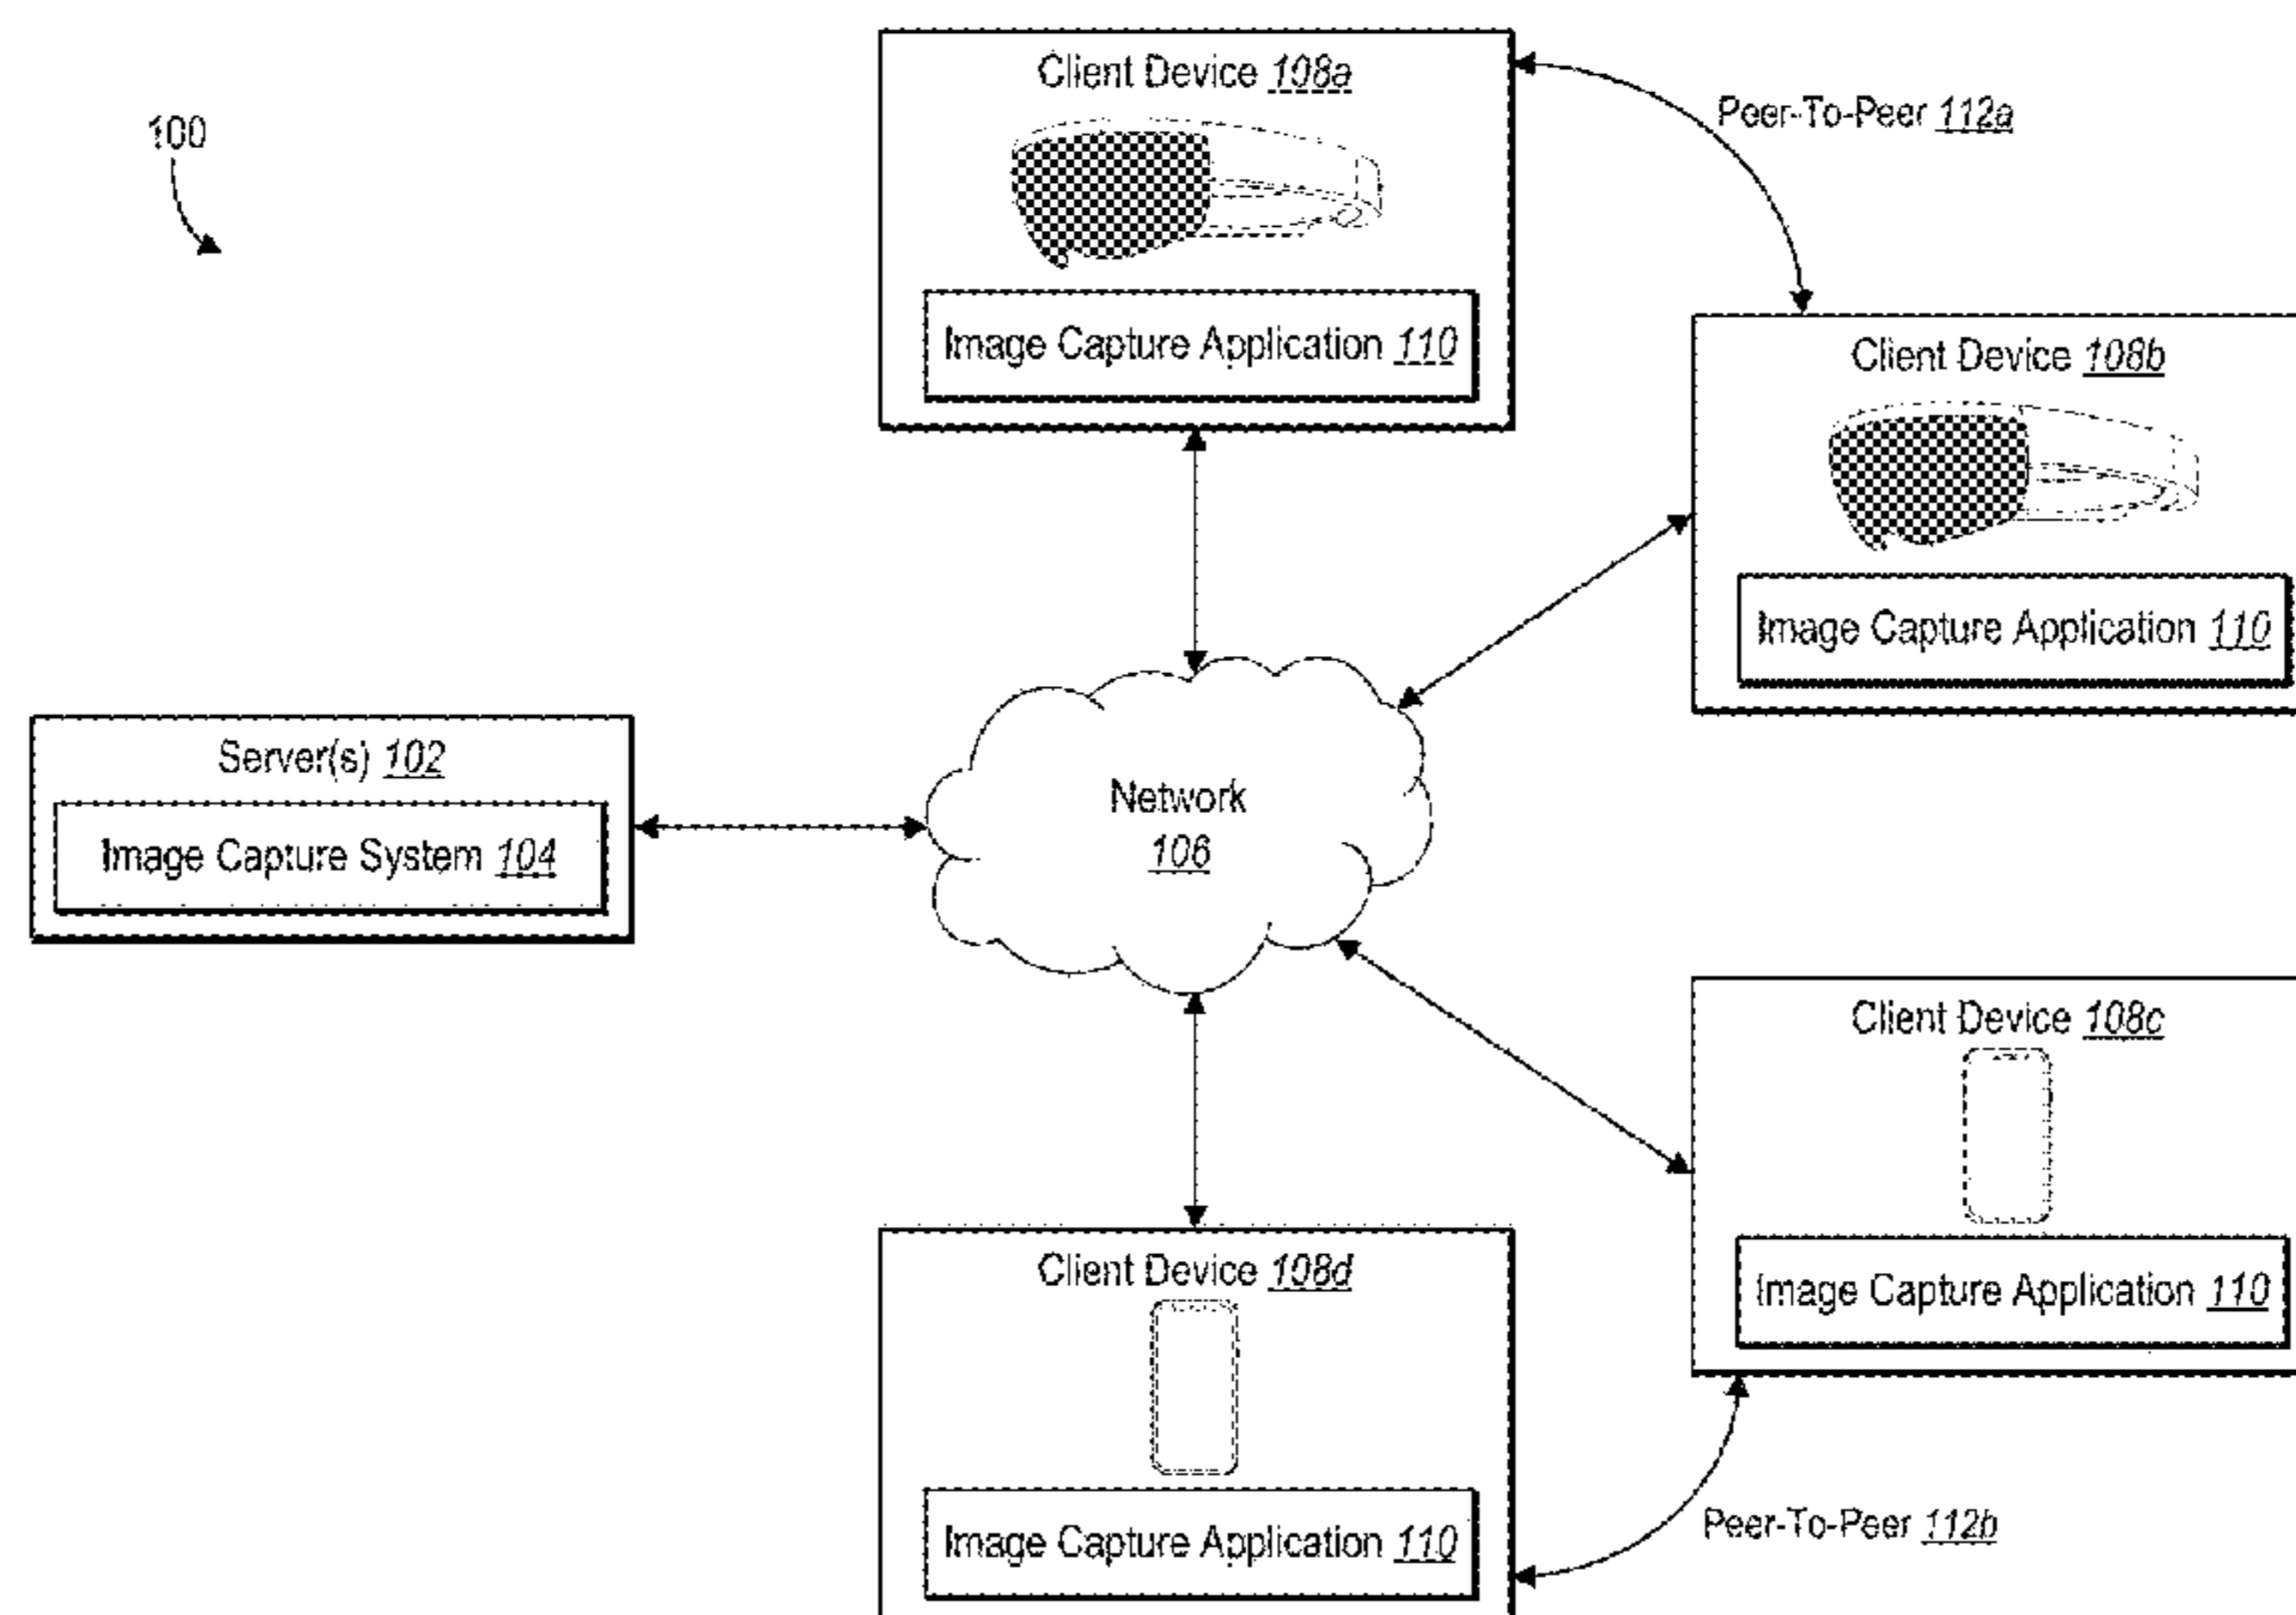 100
Client Device 108a
Image Capture Application 110
Peer-To-Peer 112a
Client Device 108b
Image Capture Application 110
Server(s) 102
Image Capture System 104
Network
106
Client Device 108c
Image Capture Application 110
Client Device 108d
Image Capture Application 110
Peer-To-Peer 112b